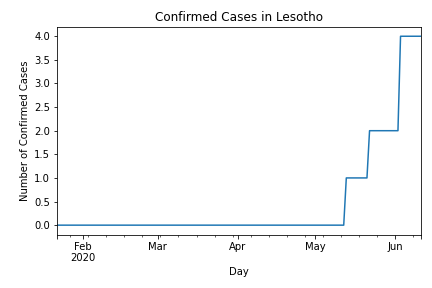 Confirmed Cases in Lesotho
Number of Confirmed Cases
4.0
3.5
3.0
2.5
2.0
1.5
1.0
0.5
0.0
Feb Mar Apr May Jun
2020
Day